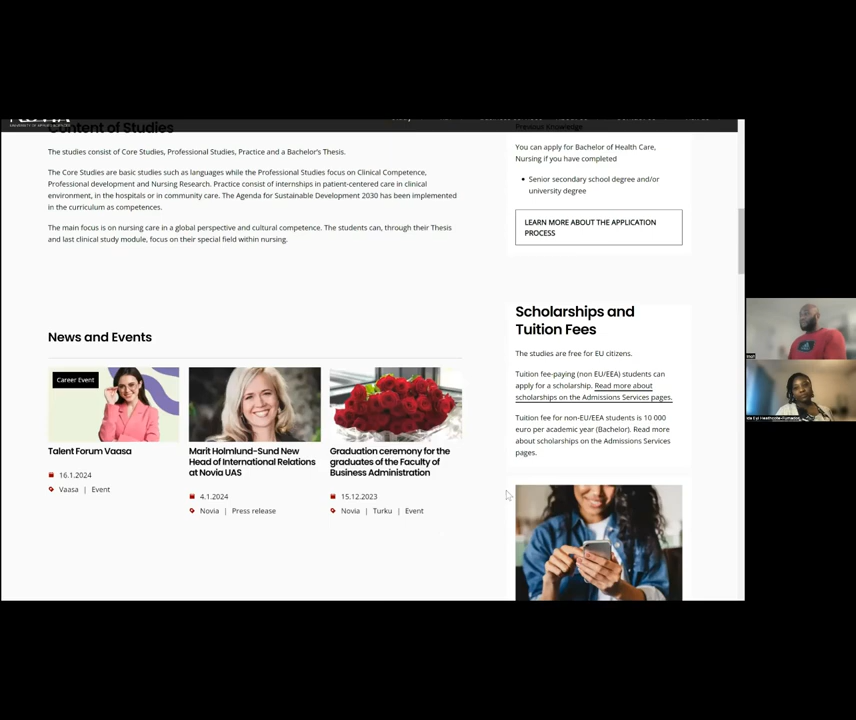 UNIVERSITY OF APPLIED SCIENCES
Content of Studies
The studies consist of Core Studies, Professional Studies, Practice and a Bachelor's Thesis.
The Core Studies are basic studies such as languages while the Professional Studies focus on Clinical Competence,
Professional development and Nursing Research. Practice consist of internships in patient-centered care in clinical
environment, in the hospitals or in community care. The Agenda for Sustainable Development 2030 has been implemented
in the curriculum as competences.
The main focus is on nursing care in a global perspective and cultural competence. The students can, through their Thesis
and last clinical study module, focus on their special field within nursing.
News and Events
Career Event
Talent Forum Vaasa
16.1.2024
Vaasa | Event
Marit Holmlund-Sund New
Head of International Relations
at Novia UAS
4.1.2024
Novia | Press release
Graduation ceremony for the
graduates of the Faculty of
Business Administration
15.12.2023
Novia | Turku | Event
Previous knowledge
You can apply for Bachelor of Health Care,
Nursing if you have completed
Senior secondary school degree and/or
university degree
LEARN MORE ABOUT THE APPLICATION
PROCESS
Scholarships and
Tuition Fees
The studies are free for EU citizens.
Tuition fee-paying (non EU/EEA) students can
apply for a scholarship. Read more about
scholarships on the Admissions Services pages.
Tuition fee for non-EU/EEA students is 10 000
euro per academic year (Bachelor). Read more
about scholarships on the Admissions Services
pages.